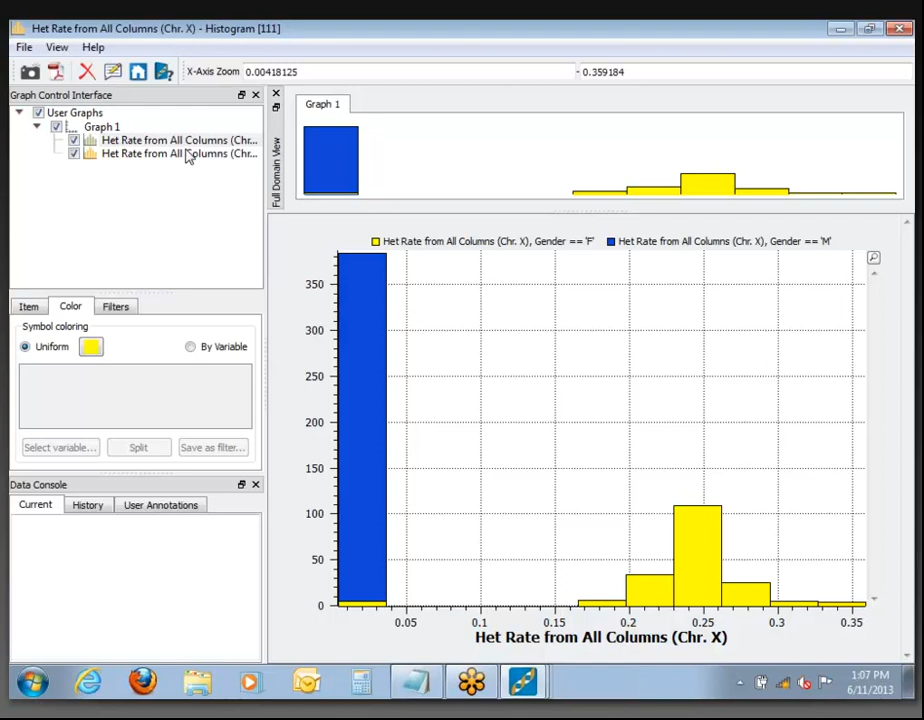 Het Rate from All Columns (Chr. X) - Histogram [111]
File View Help
X-Axis Zoom 0.00418125 - 0.359184
Graph Control Interface
User Graphs
Graph 1
Het Rate from All Columns (Chr...
Het Rate from All Columns (Chr...
Full Domain View
Graph 1
Het Rate from All Columns (Chr. X), Gender == 'F' Het Rate from All Columns (Chr. X), Gender == 'M'
350
300
250
200
150
100
50
0
0.05 0.1 0.15 0.2 0.25 0.3 0.35
Het Rate from All Columns (Chr. X)
Item Color Filters
Symbol coloring
Uniform By Variable
Select variable... Split Save as filter...
Data Console
Current History User Annotations
1:07 PM
6/11/2013